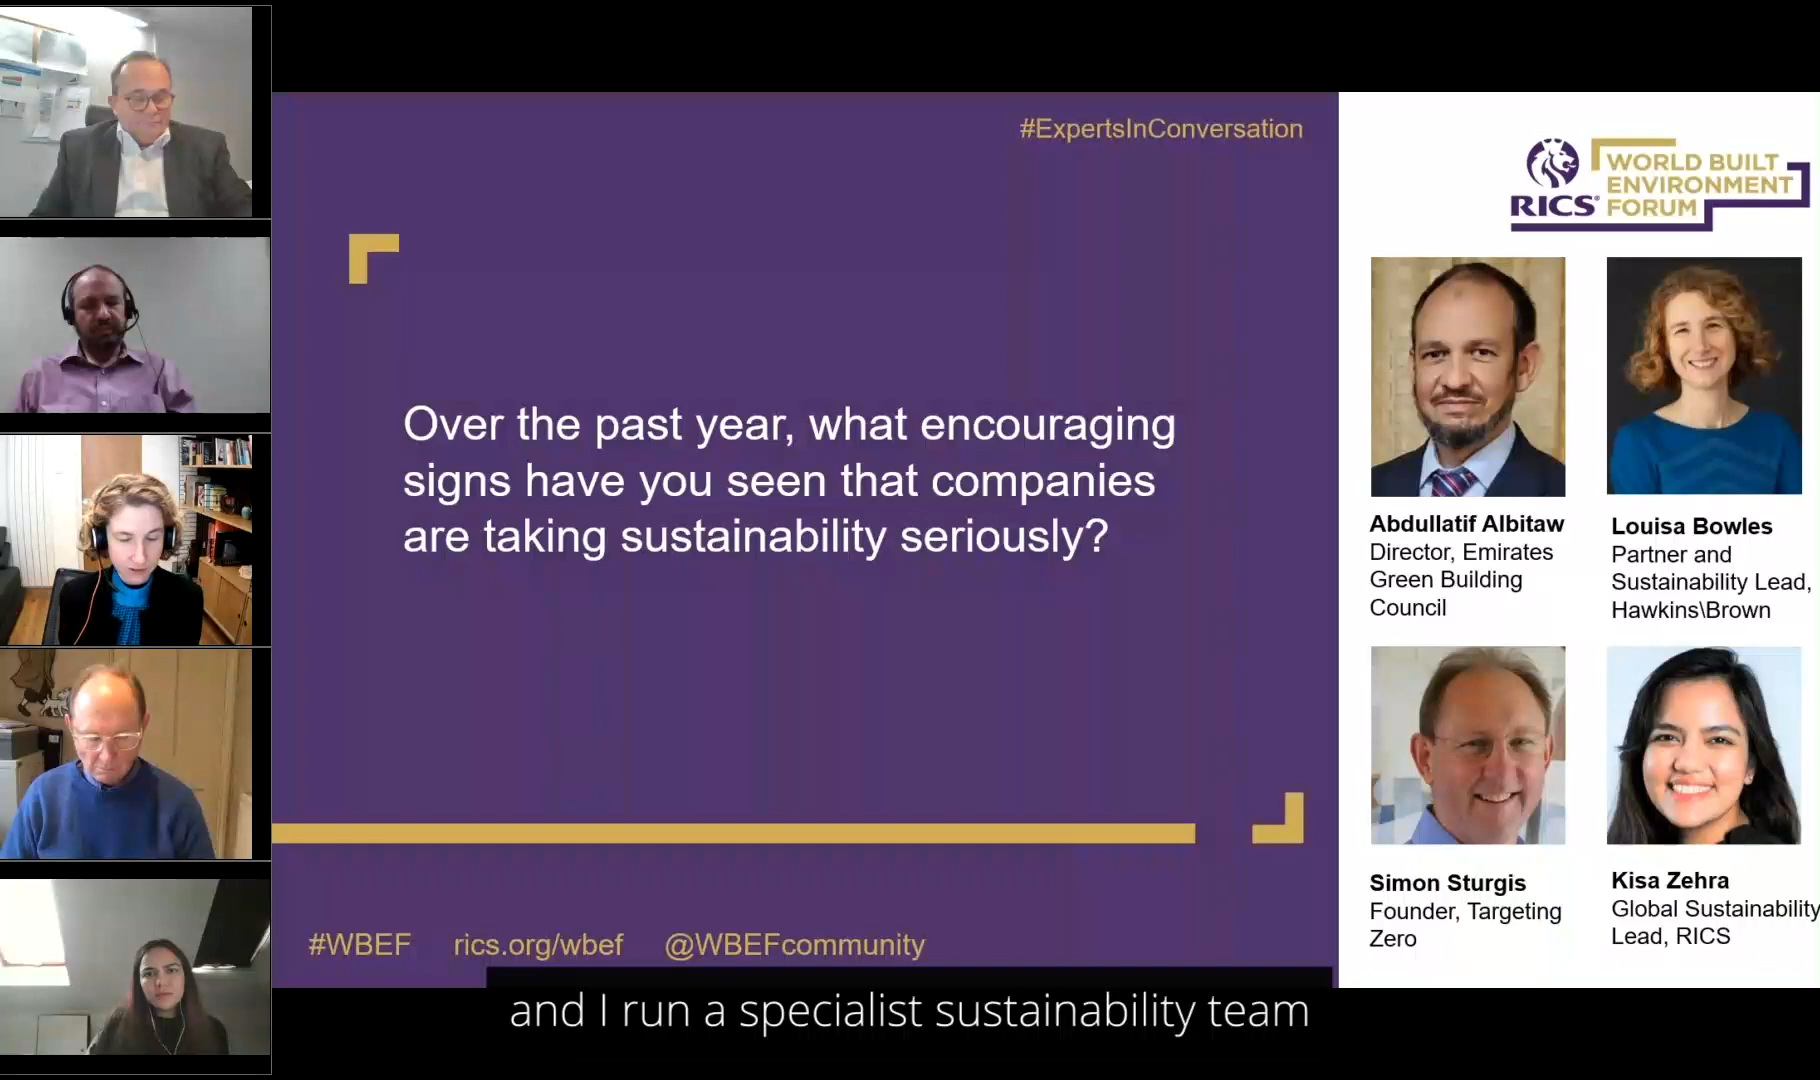 #ExpertsInConversation
Over the past year, what encouraging
signs have you seen that companies
are taking sustainability seriously?
#WBEF rics.org/wbef @WBEFcommunity
RICS WORLD BUILT
ENVIRONMENT
FORUM
Abdullatif Albitaw
Director, Emirates
Green Building
Council
Louisa Bowles
Partner and
Sustainability Lead,
Hawkins\Brown
Simon Sturgis
Founder, Targeting
Zero
Kisa Zehra
Global Sustainability
Lead, RICS
and I run a specialist sustainability team